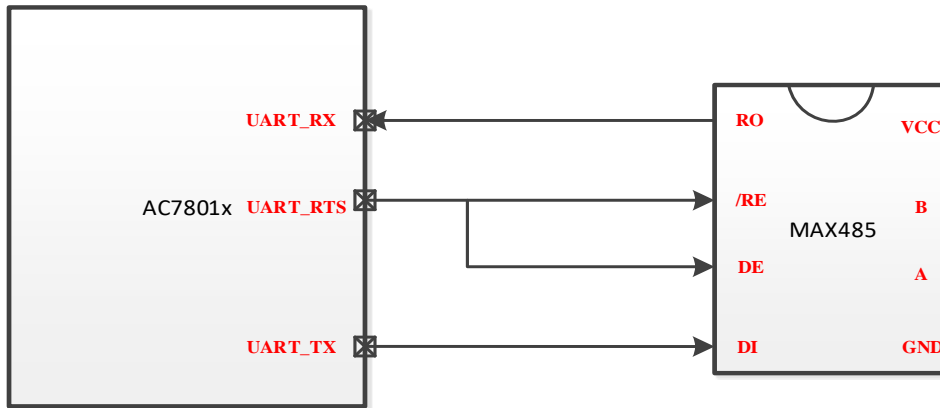 UART_RX
AC7801x UART_RTS
UART_TX
RO
VCC
/RE
B
MAX485
DE
A
DI
GND